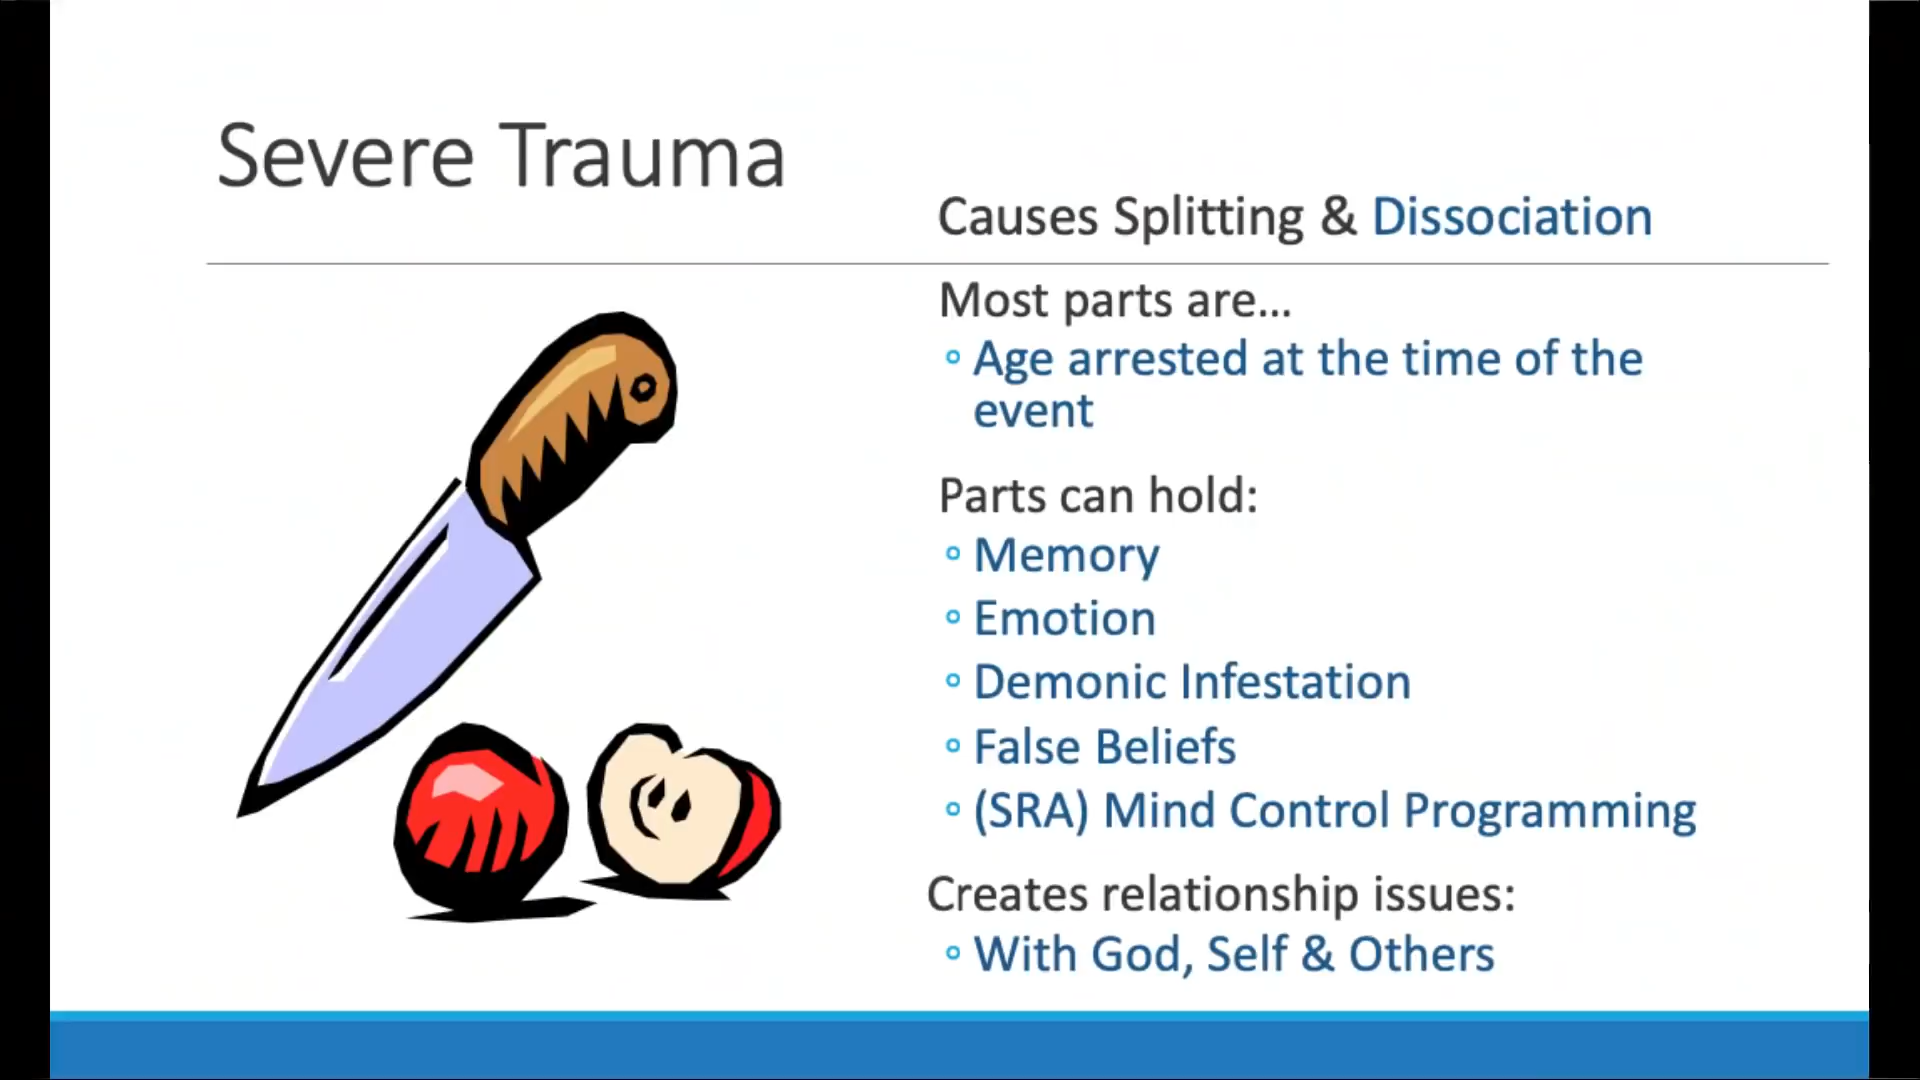 Severe Trauma
Causes Splitting & Dissociation
Most parts are...
◦ Age arrested at the time of the
event
Parts can hold:
◦ Memory
◦ Emotion
◦ Demonic Infestation
◦ False Beliefs
◦ (SRA) Mind Control Programming
Creates relationship issues:
◦ With God, Self & Others